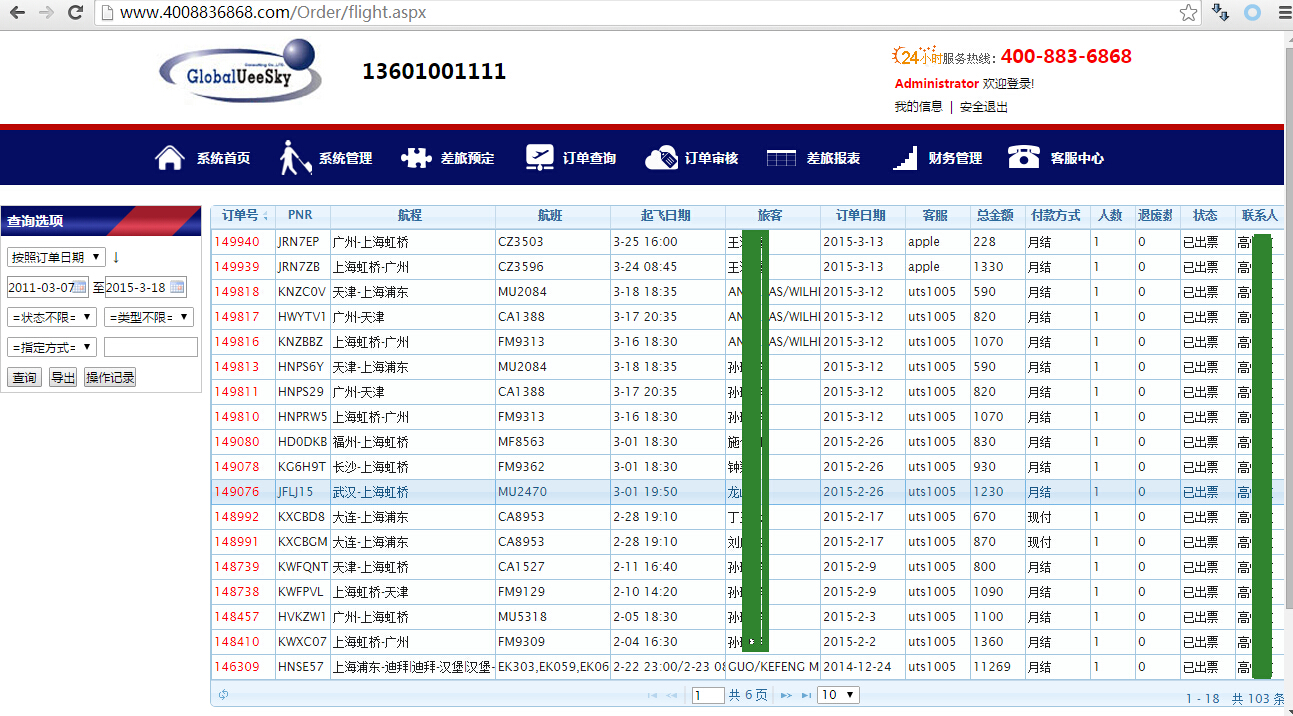 www.4008836868.com/Order/flight.aspx
Consulting Co.,LTD.
GlobalUeeSky
13601001111
24小时服务热线: 400-883-6868
Administrator 欢迎登录!
我的信息 | 安全退出
系统首页 系统管理 差旅预定 订单查询 订单审核 差旅报表 财务管理 客服中心
查询选项
按照订单日期 ↓
2011-03-07 至 2015-3-18
=状态不限= =类型不限=
=指定方式=
查询 导出 操作记录
订单号 PNR 航程 航班 起飞日期 旅客 订单日期 客服 总金额 付款方式 人数 退废数 状态 联系人
149940 JRN7EP 广州-上海虹桥 CZ3503 3-25 16:00 王 2015-3-13 apple 228 月结 1 0 已出票 高
149939 JRN7ZB 上海虹桥-广州 CZ3596 3-24 08:45 王 2015-3-13 apple 1330 月结 1 0 已出票 高
149818 KNZC0V 天津-上海浦东 MU2084 3-18 18:35 AN AS/WILHI 2015-3-12 uts1005 590 月结 1 0 已出票 高
149817 HWYTV1 广州-天津 CA1388 3-17 20:35 AN AS/WILHI 2015-3-12 uts1005 820 月结 1 0 已出票 高
149816 KNZBBZ 上海虹桥-广州 FM9313 3-16 18:30 AN AS/WILHI 2015-3-12 uts1005 1070 月结 1 0 已出票 高
149813 HNPS6Y 天津-上海虹桥 MU2084 3-18 18:35 孙 2015-3-12 uts1005 590 月结 1 0 已出票 高
149811 HNPS29 广州-天津 CA1388 3-17 20:35 孙 2015-3-12 uts1005 820 月结 1 0 已出票 高
149810 HNPRW5 上海虹桥-广州 FM9313 3-16 18:30 孙 2015-3-12 uts1005 1070 月结 1 0 已出票 高
149080 HD0DKB 福州-上海虹桥 MF8563 3-01 18:30 施 2015-2-26 uts1005 830 月结 1 0 已出票 高
149078 KG6H9T 长沙-上海虹桥 FM9362 3-01 18:30 钟 2015-2-26 uts1005 930 月结 1 0 已出票 高
149076 JFLJ15 武汉-上海虹桥 MU2470 3-01 19:50 龙 2015-2-26 uts1005 1230 月结 1 0 已出票 高
148992 KXCBD8 大连-上海浦东 CA8953 2-28 19:10 丁 2015-2-17 uts1005 670 现付 1 0 已出票 高
148991 KXCBGM 大连-上海浦东 CA8953 2-28 19:10 刘 2015-2-17 uts1005 870 现付 1 0 已出票 高
148739 KWFQNT 天津-上海虹桥 CA1527 2-11 16:40 孙 2015-2-9 uts1005 800 月结 1 0 已出票 高
148738 KWFPVL 上海虹桥-天津 FM9129 2-10 14:20 孙 2015-2-9 uts1005 1090 月结 1 0 已出票 高
148457 HVKZW1 广州-上海虹桥 MU5318 2-05 18:30 孙 2015-2-3 uts1005 1100 月结 1 0 已出票 高
148410 KWXC07 上海虹桥-广州 FM9309 2-04 16:30 孙 2015-2-2 uts1005 1360 月结 1 0 已出票 高
146309 HNSE57 上海浦东-迪拜|迪拜-汉堡|汉堡- EK303,EK059,EK06 2-22 23:00/2-23 08 GUO/KEFENG M 2014-12-24 uts1005 11269 月结 1 0 已出票 高
1 共 6 页 10 1 - 18 共 103 条